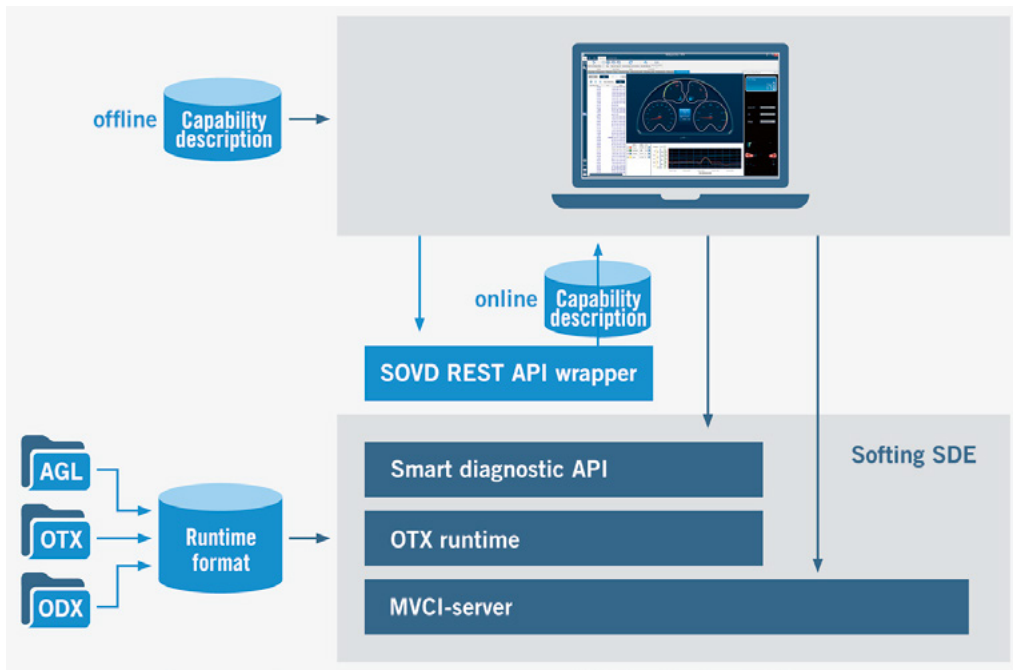 offline
Capability
description
online
Capability
description
SOVD REST API wrapper
Softing SDE
AGL
OTX
ODX
Runtime
format
Smart diagnostic API
OTX runtime
MVCI-server